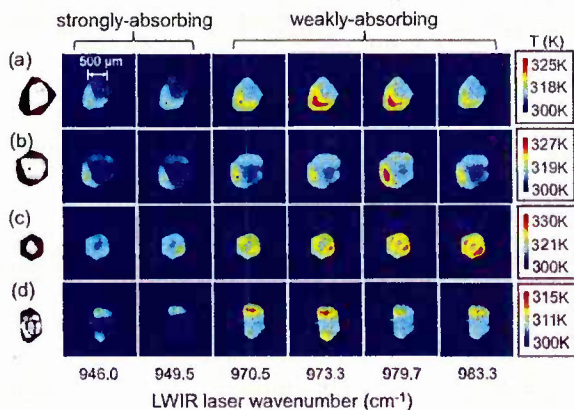 strongly-absorbing weakly-absorbing
T (K)
(a) 500 μm 325K
318K
300K
(b) 327K
319K
300K
(c) 330K
321K
300K
(d) 315K
311K
300K
946.0 949.5 970.5 973.3 979.7 983.3
LWIR laser wavenumber (cm⁻¹)